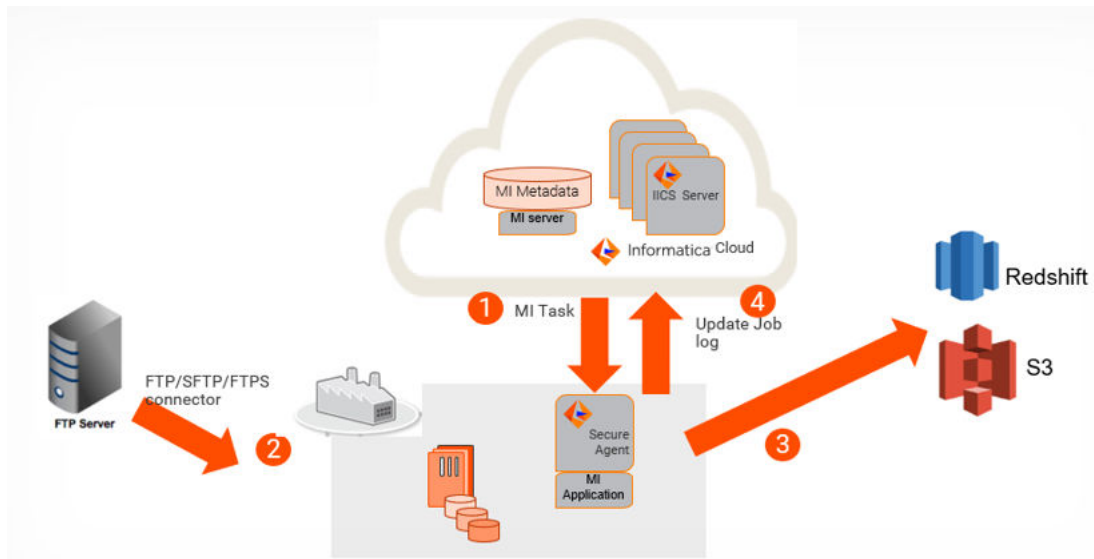 MI Metadata
MI server
IICS Server
Informatica Cloud
1
MI Task
4
Update Job
log
Redshift
S3
FTP Server
FTP/SFTP/FTPS
connector
2
Secure
Agent
MI
Application
3